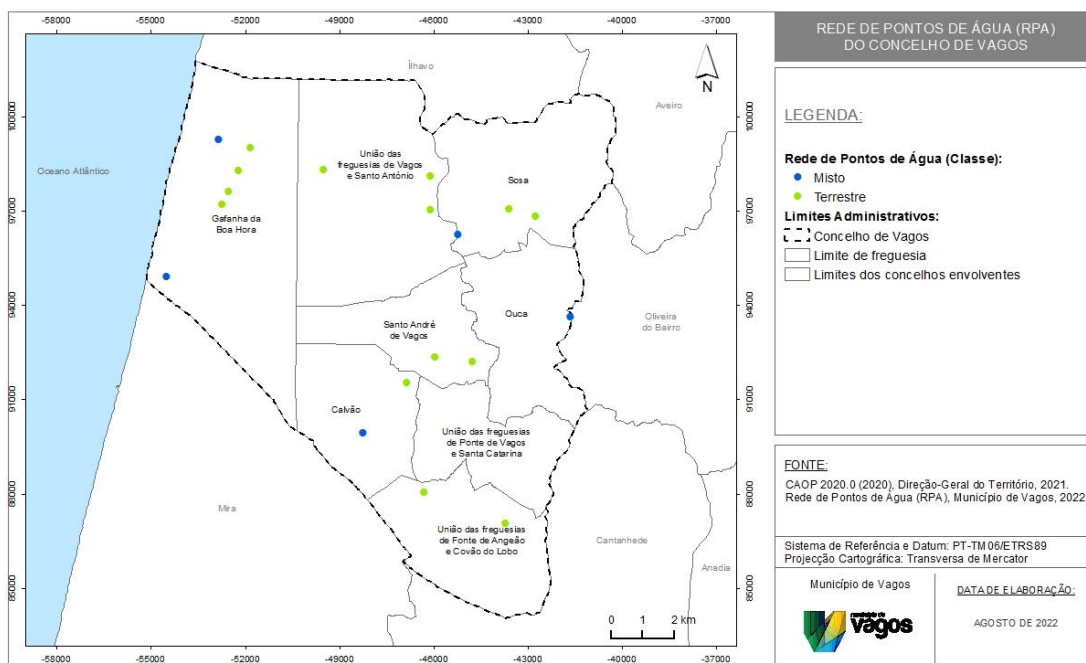 -58000 -55000 -52000 -49000 -46000 -43000 -40000 -37000
REDE DE PONTOS DE ÁGUA (RPA)
DO CONCELHO DE VAGOS
Ílhavo
N
Aveiro
100000
100000
LEGENDA:
Oceano Atlântico
União das
freguesias de Vagos
e Santo António
Sosa
Rede de Pontos de Água (Classe):
Misto
Terrestre
Limites Administrativos:
Concelho de Vagos
Limite de freguesia
Limites dos concelhos envolventes
97000
97000
Gafanha da
Boa Hora
94000
94000
Ouca
Oliveira
do Bairro
Santo André
de Vagos
91000
91000
Calvão
União das freguesias
de Ponte de Vagos
e Santa Catarina
FONTE:
CAOP 2020.0 (2020), Direção-Geral do Território, 2021.
Rede de Pontos de Água (RPA), Município de Vagos, 2022
88000
88000
Mira
União das freguesias
de Fonte de Angeão
e Covão do Lobo
Cantanhede
Anadia
Sistema de Referência e Datum: PT-TM06/ETRS89
Projecção Cartográfica: Transversa de Mercator
85000
85000
Município de Vagos
município de
vagos
DATA DE ELABORAÇÃO:
AGOSTO DE 2022
0 1 2 km
-58000 -55000 -52000 -49000 -46000 -43000 -40000 -37000